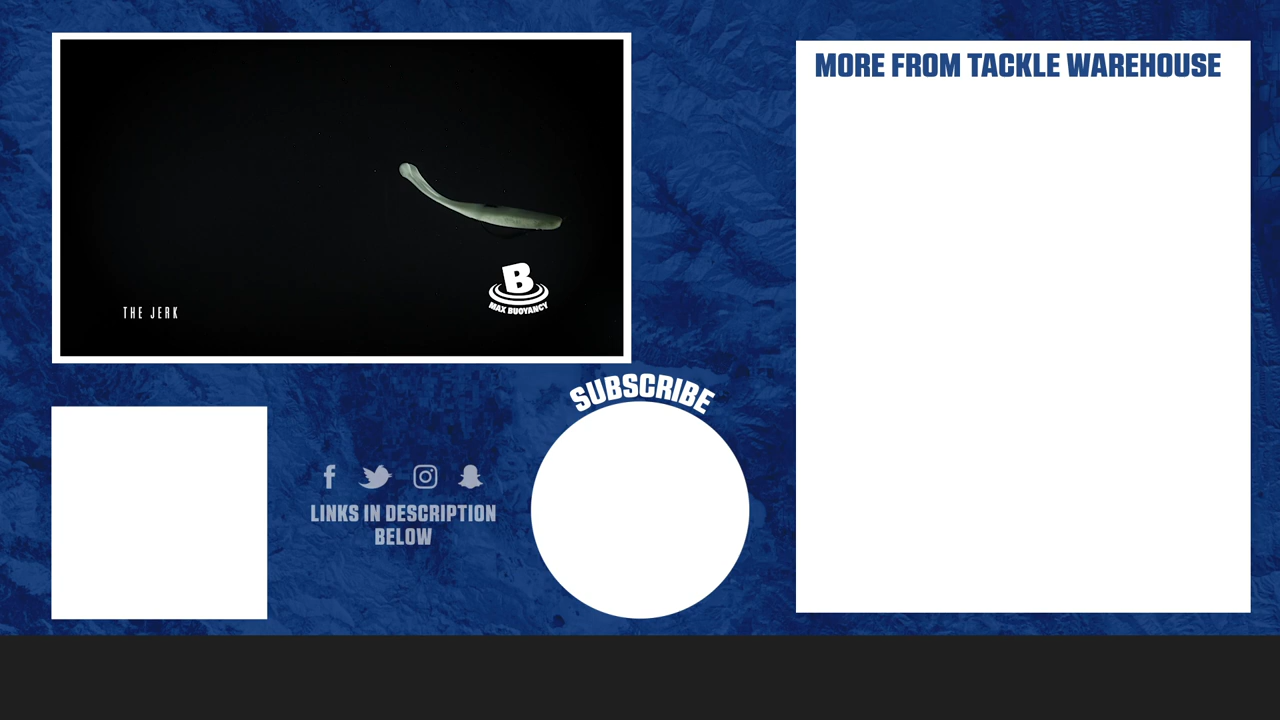 MORE FROM TACKLE WAREHOUSE
B
MAX BUOYANCY
THE JERK
SUBSCRIBE
LINKS IN DESCRIPTION
BELOW